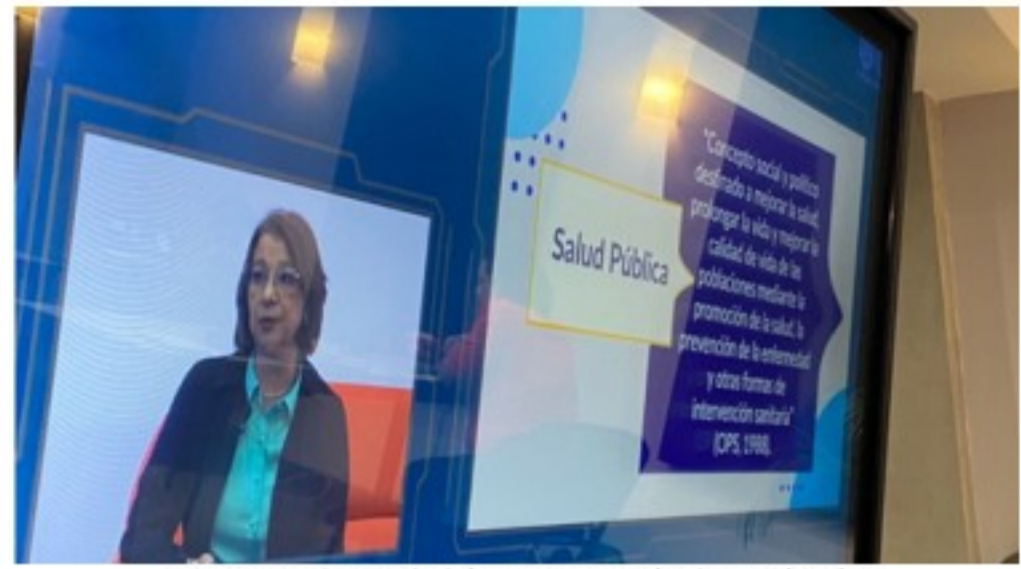 Salud Pública
"Concepto social y político
destinado a mejorar la salud,
prolongar la vida y mejorar la
calidad de vida de las
poblaciones mediante la
promoción de la salud, la
prevención de la enfermedad
y otras formas de
intervención sanitaria"
(OPS, 1988).